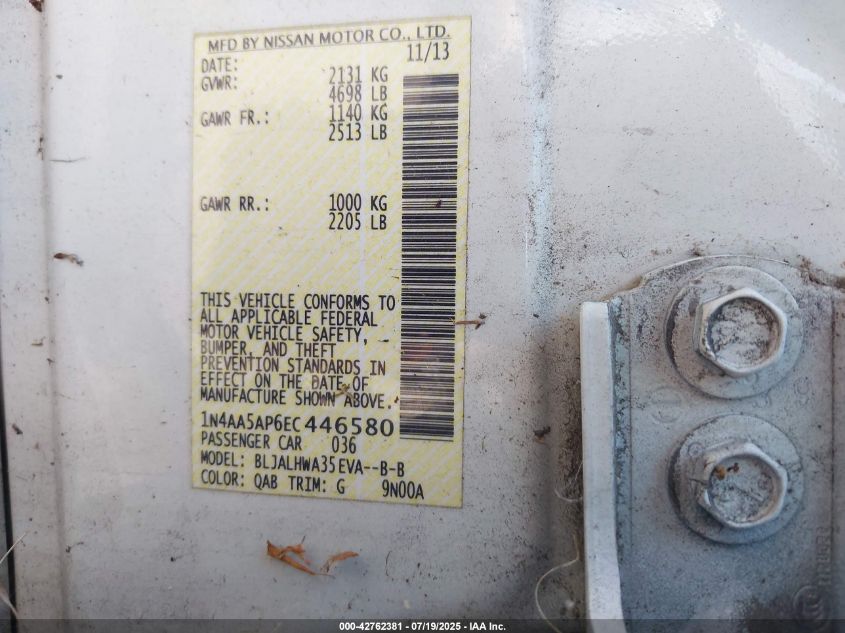 MFD BY NISSAN MOTOR CO., LTD.
DATE: 11/13
GVWR: 2131 KG
4698 LB
GAWR FR.: 1140 KG
2513 LB
GAWR RR.: 1000 KG
2205 LB
THIS VEHICLE CONFORMS TO
ALL APPLICABLE FEDERAL
MOTOR VEHICLE SAFETY,
BUMPER, AND THEFT
PREVENTION STANDARDS IN
EFFECT ON THE DATE OF
MANUFACTURE SHOWN ABOVE.
1N4AA5AP6EC446580
PASSENGER CAR 036
MODEL: BLJALHWA35EVA--B-B
COLOR: QAB TRIM: G 9N00A
000-42762381 - 07/19/2025 - IAA Inc.